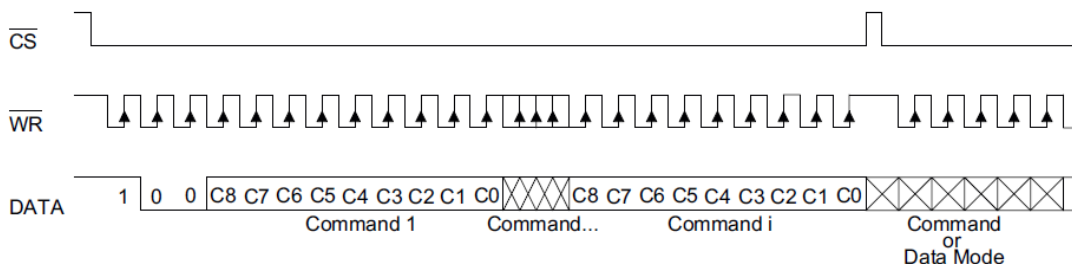 CS
WR
DATA 1 0 0 C8 C7 C6 C5 C4 C3 C2 C1 C0 C8 C7 C6 C5 C4 C3 C2 C1 C0
Command 1 Command... Command i Command
or
Data Mode